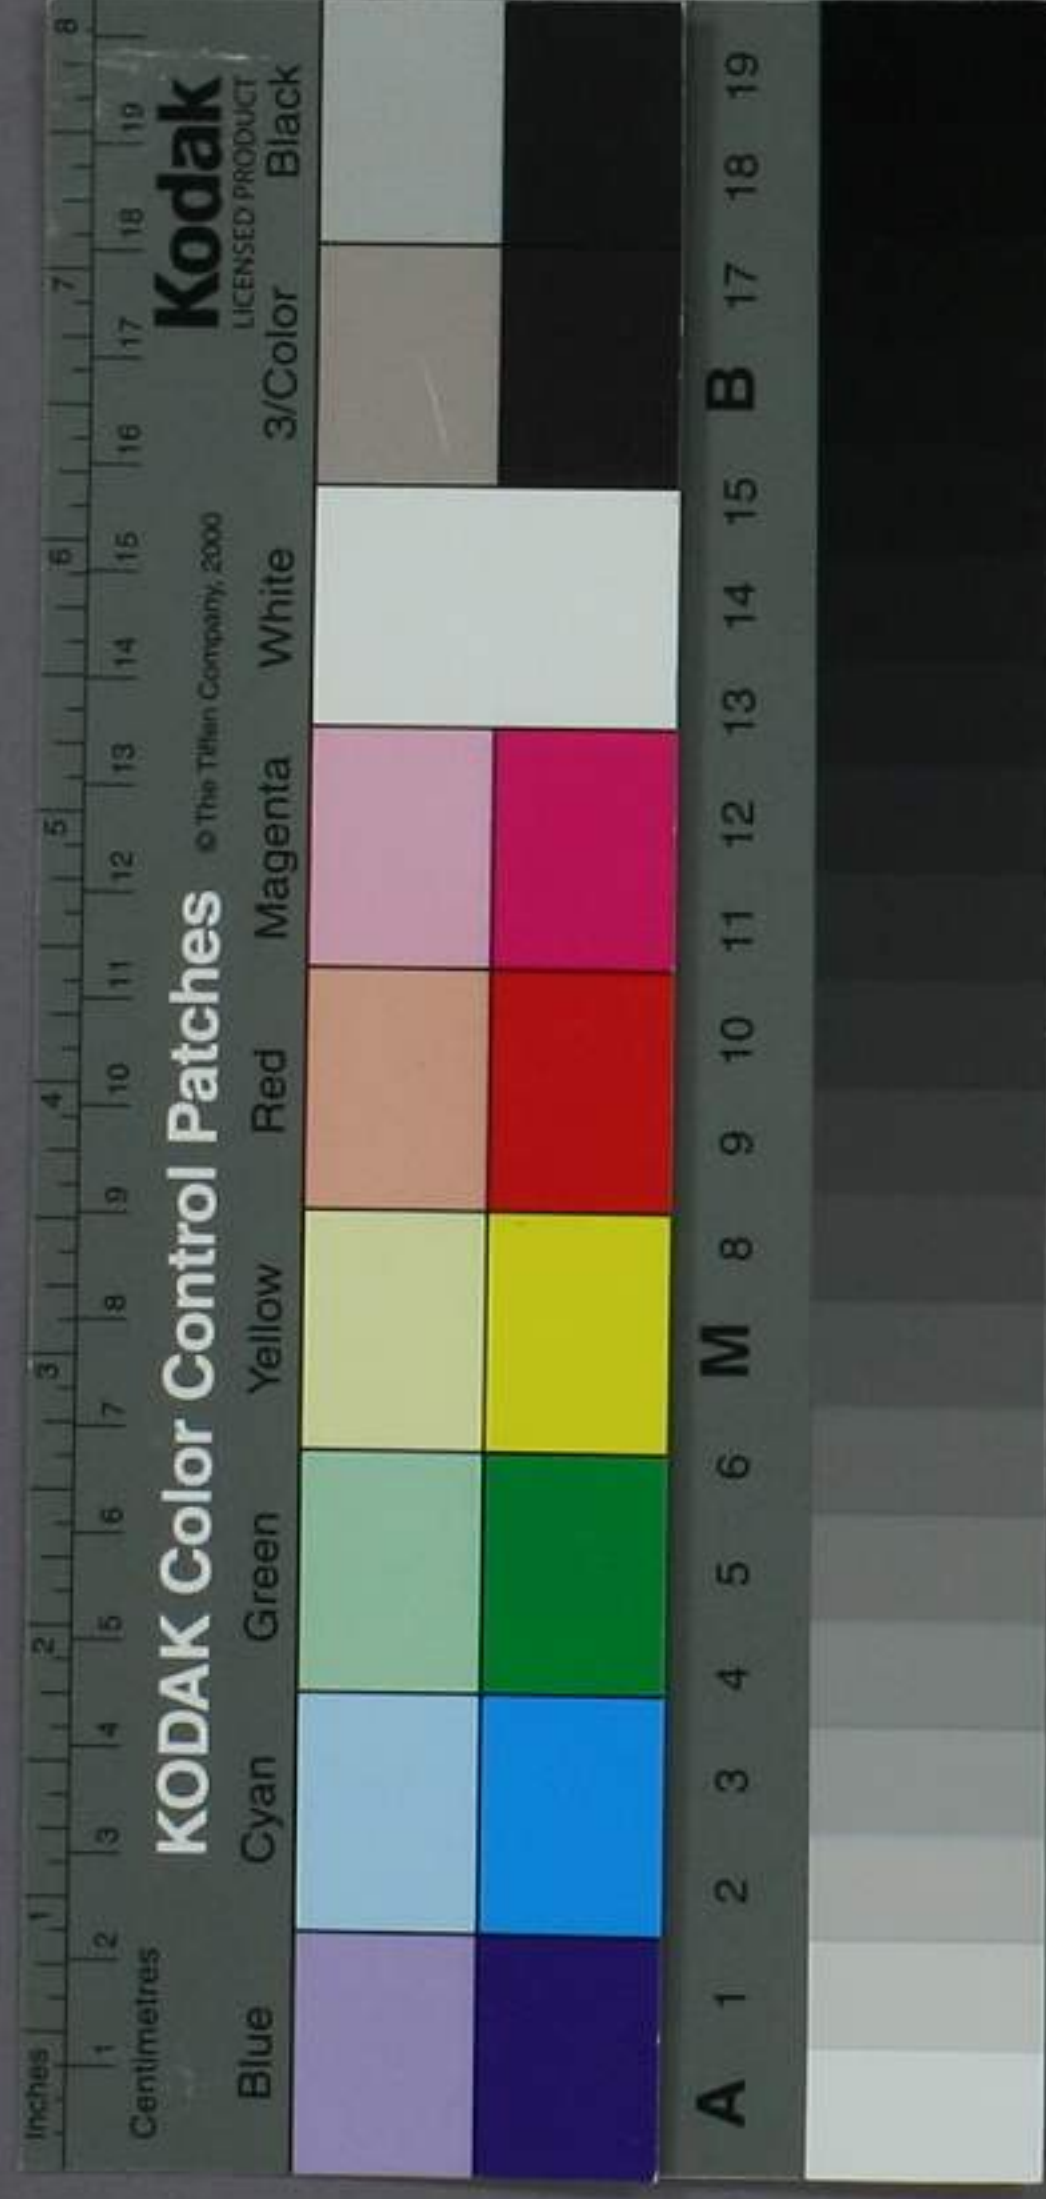 Inches 1 2 3 4 5 6 7 8
Centimetres 1 2 3 4 5 6 7 8 9 10 11 12 13 14 15 16 17 18 19
KODAK Color Control Patches © The Tiffen Company, 2000 Kodak
LICENSED PRODUCT
Blue Cyan Green Yellow Red Magenta White 3/Color Black
A 1 2 3 4 5 6 M 8 9 10 11 12 13 14 15 B 17 18 19